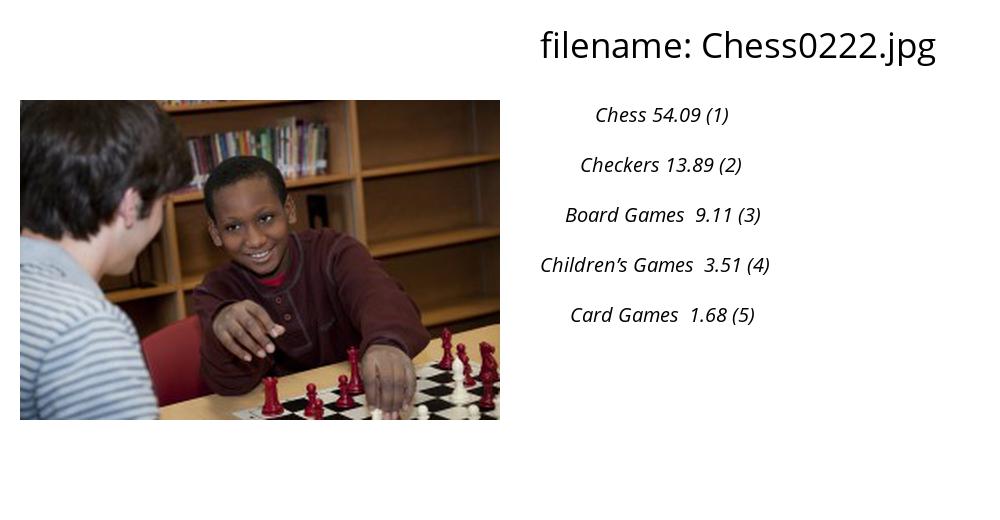 filename: Chess0222.jpg
Chess 54.09 (1)
Checkers 13.89 (2)
Board Games 9.11 (3)
Children’s Games 3.51 (4)
Card Games 1.68 (5)